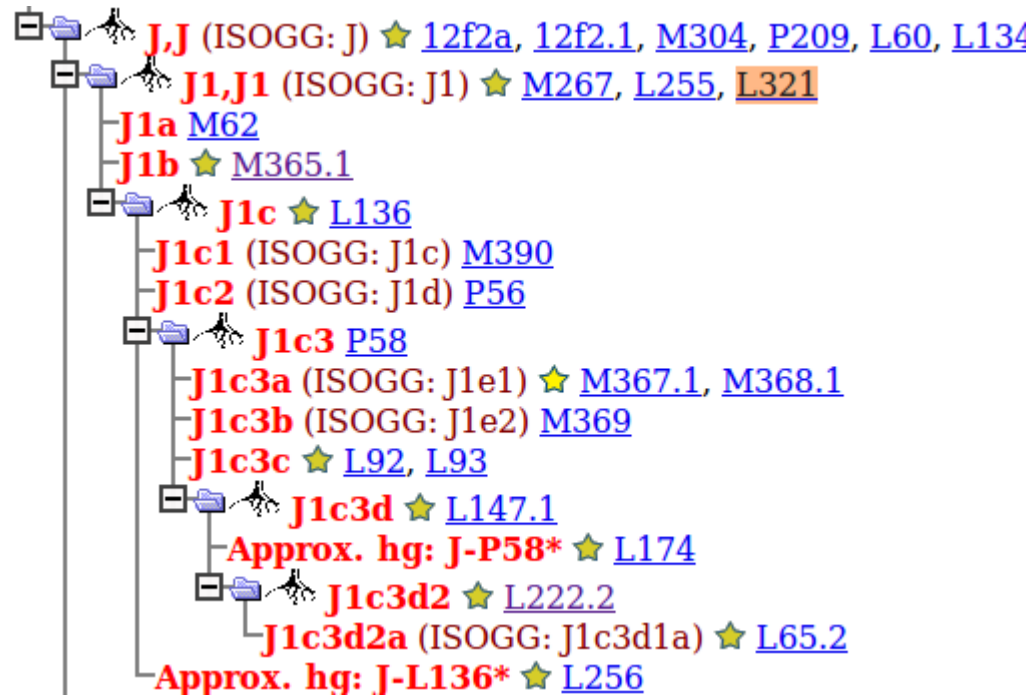 J,J (ISOGG: J) 12f2a, 12f2.1, M304, P209, L60, L134
J1,J1 (ISOGG: J1) M267, L255, L321
J1a M62
J1b M365.1
J1c L136
J1c1 (ISOGG: J1c) M390
J1c2 (ISOGG: J1d) P56
J1c3 P58
J1c3a (ISOGG: J1e1) M367.1, M368.1
J1c3b (ISOGG: J1e2) M369
J1c3c L92, L93
J1c3d L147.1
Approx. hg: J-P58* L174
J1c3d2 L222.2
J1c3d2a (ISOGG: J1c3d1a) L65.2
Approx. hg: J-L136* L256